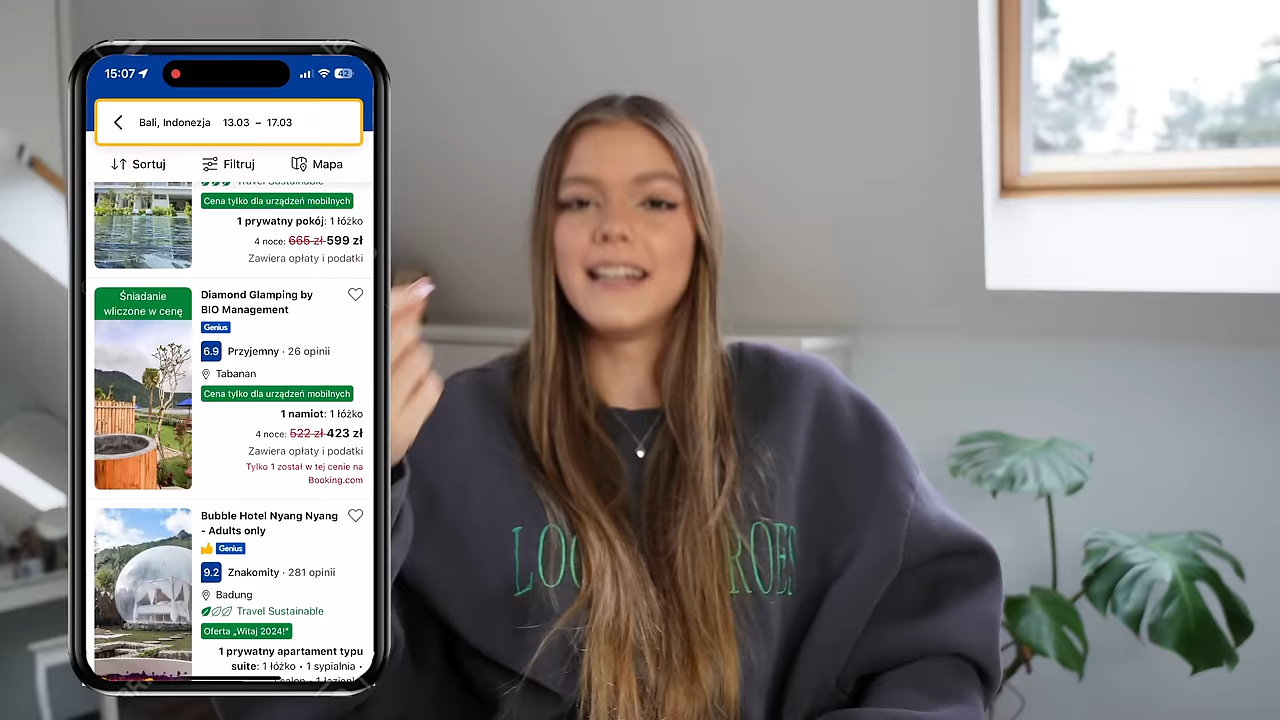 15:07
42
Bali, Indonezja 13.03 – 17.03
Sortuj
Filtruj
Mapa
Travel Sustainable
Cena tylko dla urządzeń mobilnych
1 prywatny pokój: 1 łóżko
4 noce: 665 zł 599 zł
Zawiera opłaty i podatki
Śniadanie
wliczone w cenę
Diamond Glamping by
BIO Management
Genius
6.9 Przyjemny · 26 opinii
Tabanan
Cena tylko dla urządzeń mobilnych
1 namiot: 1 łóżko
4 noce: 522 zł 423 zł
Zawiera opłaty i podatki
Tylko 1 został w tej cenie na
Booking.com
Bubble Hotel Nyang Nyang
- Adults only
Genius
9.2 Znakomity · 281 opinii
Badung
Travel Sustainable
Oferta „Witaj 2024!"
1 prywatny apartament typu
suite: 1 łóżko • 1 sypialnia •